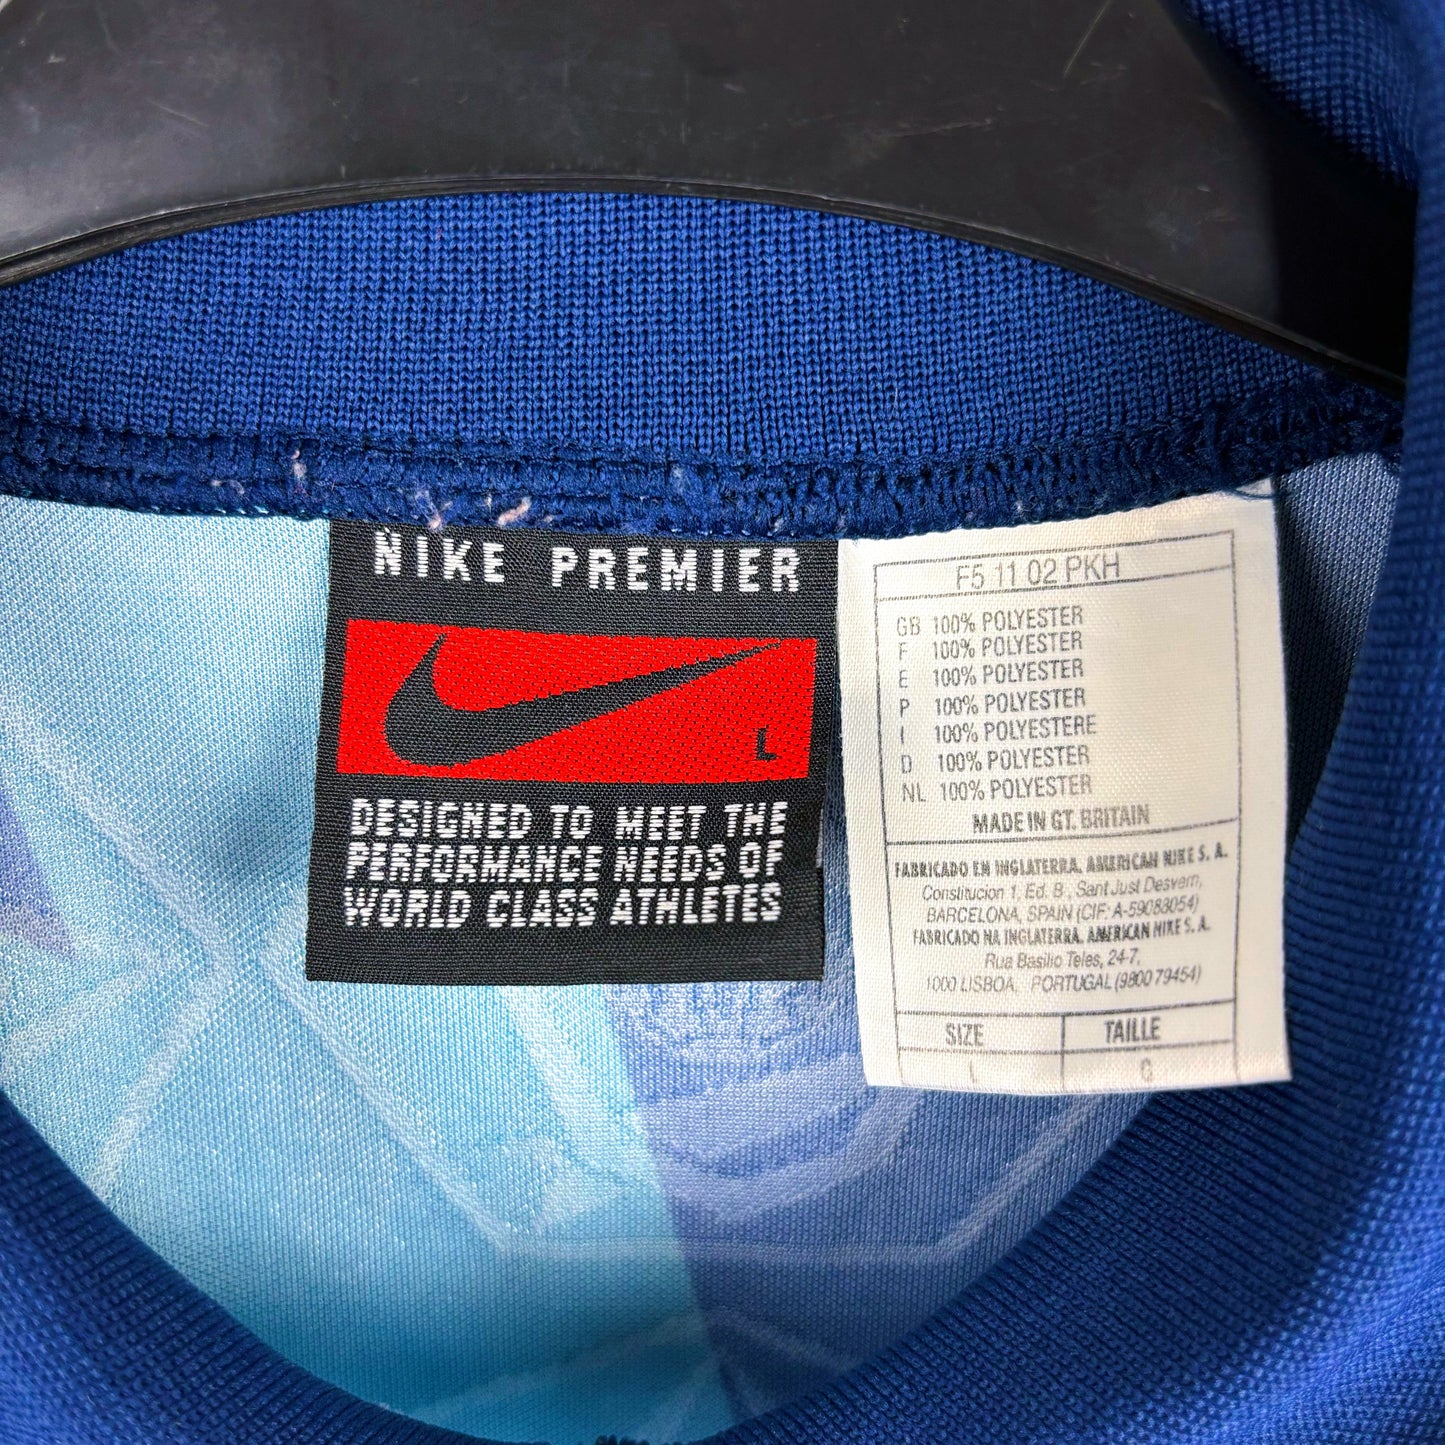 NIKE PREMIER
L
DESIGNED TO MEET THE
PERFORMANCE NEEDS OF
WORLD CLASS ATHLETES
F5 11 02 PKH
GB 100% POLYESTER
F 100% POLYESTER
E 100% POLYESTER
P 100% POLYESTER
I 100% POLYESTERE
D 100% POLYESTER
NL 100% POLYESTER
MADE IN GT. BRITAIN
FABRICADO EN INGLATERRA. AMERICAN NIKE S. A.
Constitucion 1, Ed. B., Sant Just Desvern,
BARCELONA, SPAIN (CIF: A-59083054)
FABRICADO NA INGLATERRA. AMERICAN NIKE S. A.
Rua Basilio Teles, 24-7,
1000 LISBOA, PORTUGAL (980079454)
SIZE TAILLE
L G